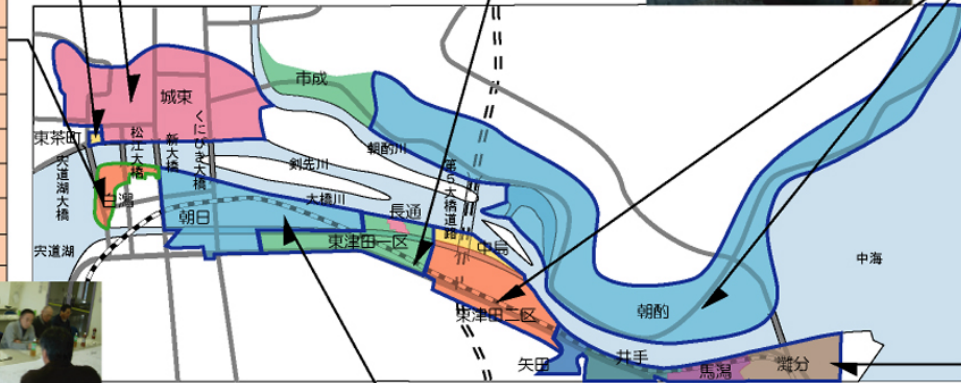 市成
城東
東茶町
松江大橋
新大橋
くにびき大橋
宍道湖大橋
剣先川
朝酌川
第5大橋道路
白潟
大橋川
長通
朝日
東津田一区
中島
宍道湖
中海
朝酌
東津田二区
矢田
井手
馬潟
灘分